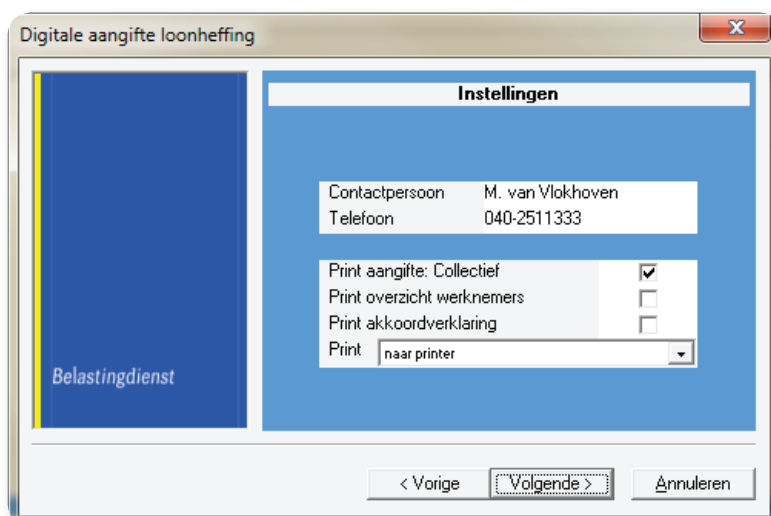 Digitale aangifte loonheffing
Instellingen
Contactpersoon M. van Vlokhoven
Telefoon 040-2511333
Print aangifte: Collectief
Print overzicht werknemers
Print akkoordverklaring
Print naar printer
Belastingdienst
< Vorige Volgende > Annuleren